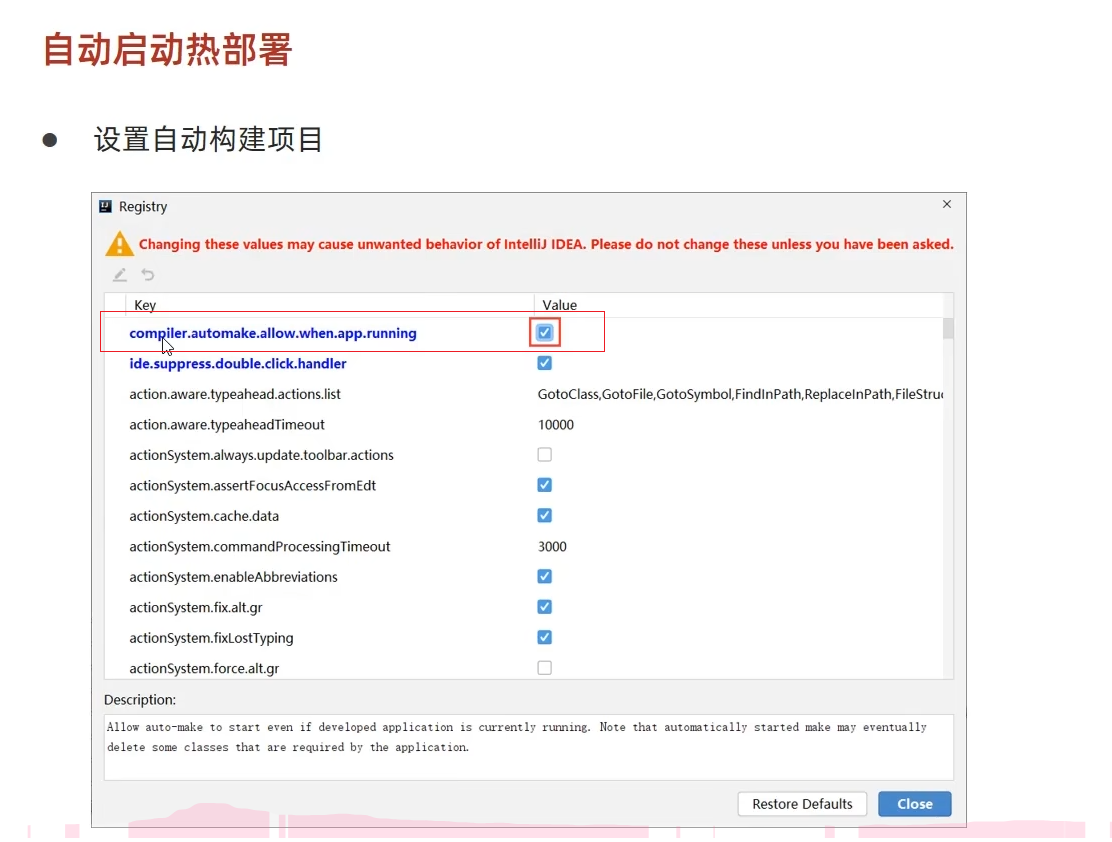 自动启动热部署
● 设置自动构建项目
Registry
Changing these values may cause unwanted behavior of IntelliJ IDEA. Please do not change these unless you have been asked.
Key Value
compiler.automake.allow.when.app.running
ide.suppress.double.click.handler
action.aware.typeahead.actions.list GotoClass,GotoFile,GotoSymbol,FindInPath,ReplaceInPath,FileStruc
action.aware.typeaheadTimeout 10000
actionSystem.always.update.toolbar.actions
actionSystem.assertFocusAccessFromEdt
actionSystem.cache.data
actionSystem.commandProcessingTimeout 3000
actionSystem.enableAbbreviations
actionSystem.fix.alt.gr
actionSystem.fixLostTyping
actionSystem.force.alt.gr
Description:
Allow auto-make to start even if developed application is currently running. Note that automatically started make may eventually
delete some classes that are required by the application.
Restore Defaults Close